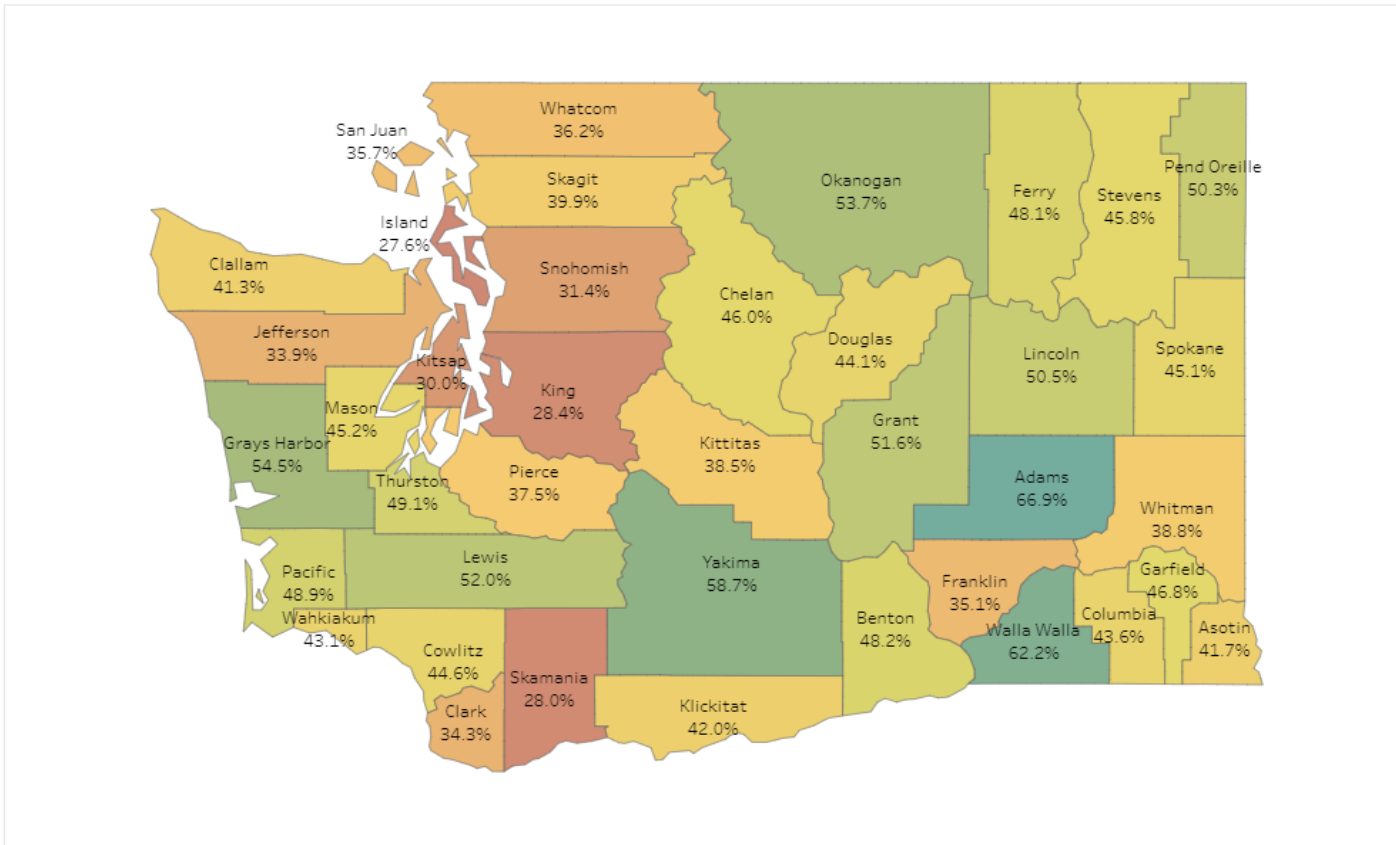 Whatcom
36.2%
San Juan
35.7%
Skagit
39.9%
Okanogan
53.7%
Ferry
48.1%
Stevens
45.8%
Pend Oreille
50.3%
Island
27.6%
Clallam
41.3%
Snohomish
31.4%
Chelan
46.0%
Jefferson
33.9%
Douglas
44.1%
Lincoln
50.5%
Spokane
45.1%
Kitsap
30.0%
King
28.4%
Mason
45.2%
Grant
51.6%
Grays Harbor
54.5%
Kittitas
38.5%
Pierce
37.5%
Thurston
49.1%
Adams
66.9%
Whitman
38.8%
Lewis
52.0%
Yakima
58.7%
Pacific
48.9%
Franklin
35.1%
Garfield
46.8%
Wahkiakum
43.1%
Benton
48.2%
Walla Walla
62.2%
Columbia
43.6%
Asotin
41.7%
Cowlitz
44.6%
Skamania
28.0%
Clark
34.3%
Klickitat
42.0%